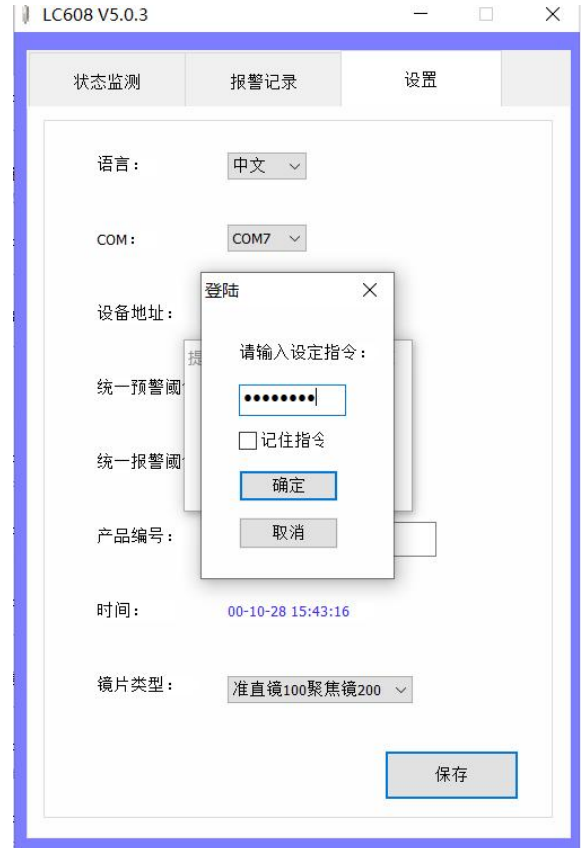 LC608 V5.0.3
状态监测 报警记录 设置
语言： 中文
COM： COM7
设备地址：
登陆
请输入设定指令：
提
统一预警阈
••••••••
记住指令
统一报警阈
确定
产品编号：
取消
时间： 00-10-28 15:43:16
镜片类型： 准直镜100聚焦镜200
保存